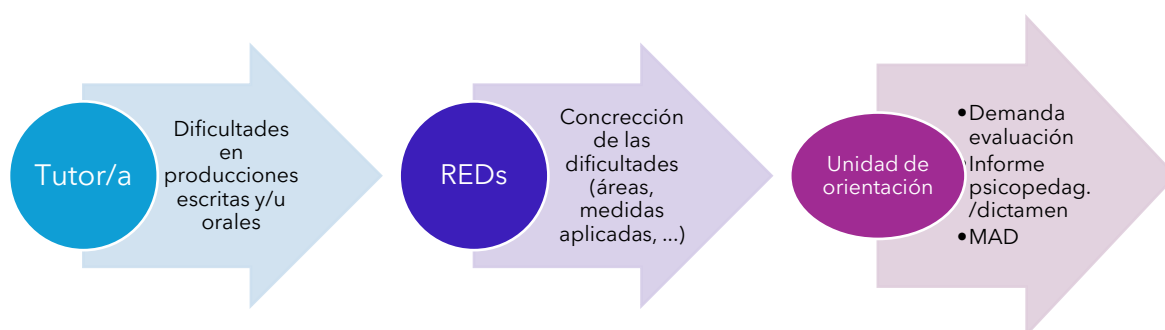 Tutor/a
Dificultades
en
producciones
escritas y/u
orales
REDs
Concrección
de las
dificultades
(áreas,
medidas
aplicadas, ...)
Unidad de
orientación
•Demanda
evaluación
•Informe
psicopedag.
/dictamen
•MAD